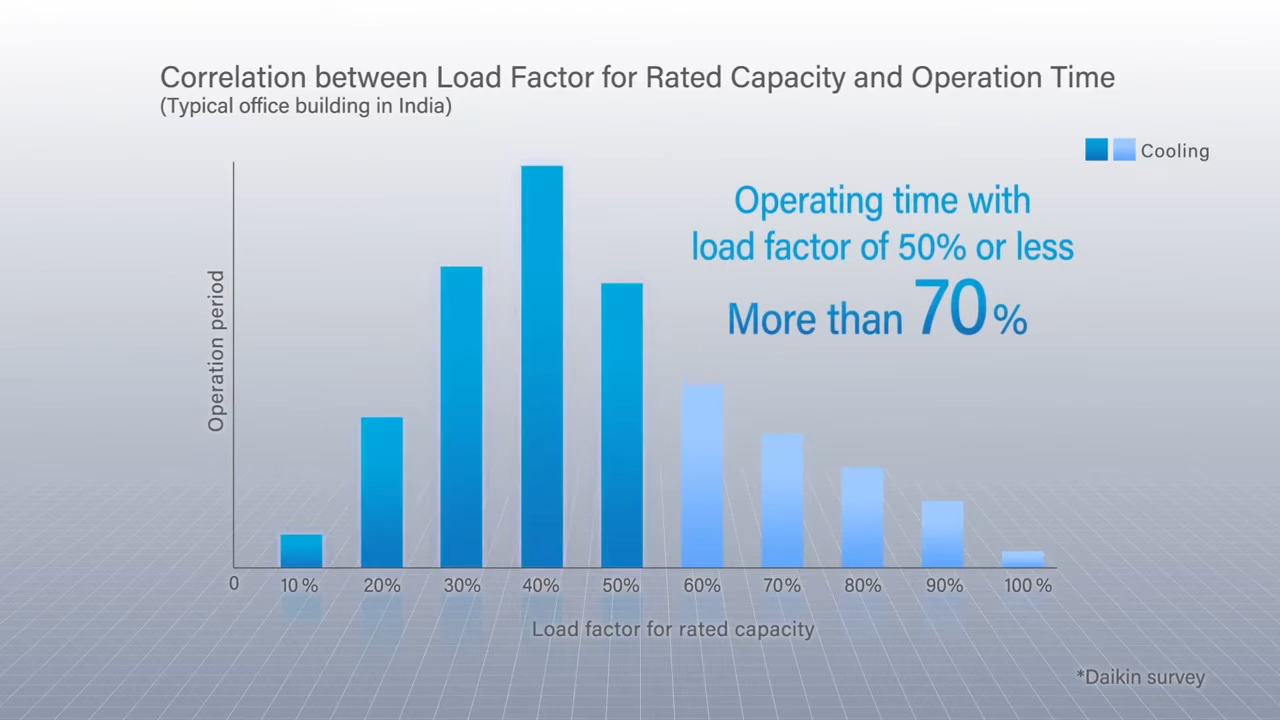 Correlation between Load Factor for Rated Capacity and Operation Time
(Typical office building in India)
Cooling
Operating time with
load factor of 50% or less
More than 70%
Operation period
0 10% 20% 30% 40% 50% 60% 70% 80% 90% 100%
Load factor for rated capacity
*Daikin survey